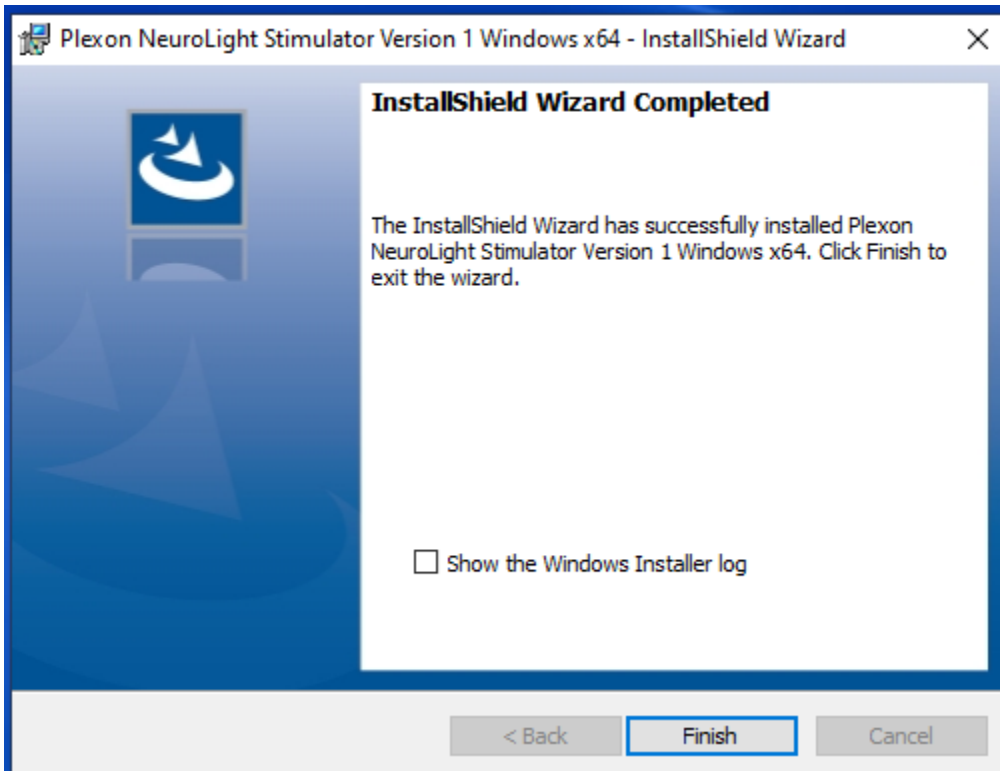 Plexon NeuroLight Stimulator Version 1 Windows x64 - InstallShield Wizard
InstallShield Wizard Completed
The InstallShield Wizard has successfully installed Plexon
NeuroLight Stimulator Version 1 Windows x64. Click Finish to
exit the wizard.
Show the Windows Installer log
< Back
Finish
Cancel